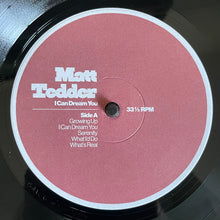 Matt
Tedder
I Can Dream You
33⅓ RPM
Side A
Growing Up
I Can Dream You
Serenity
What I'd Do
What's Real